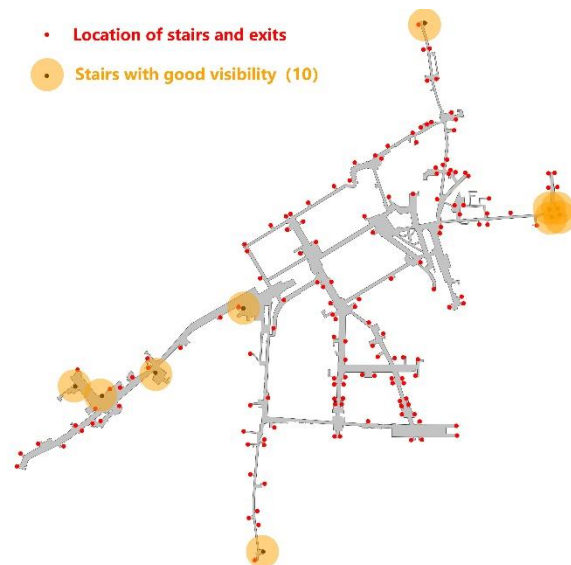 Location of stairs and exits
Stairs with good visibility（10）